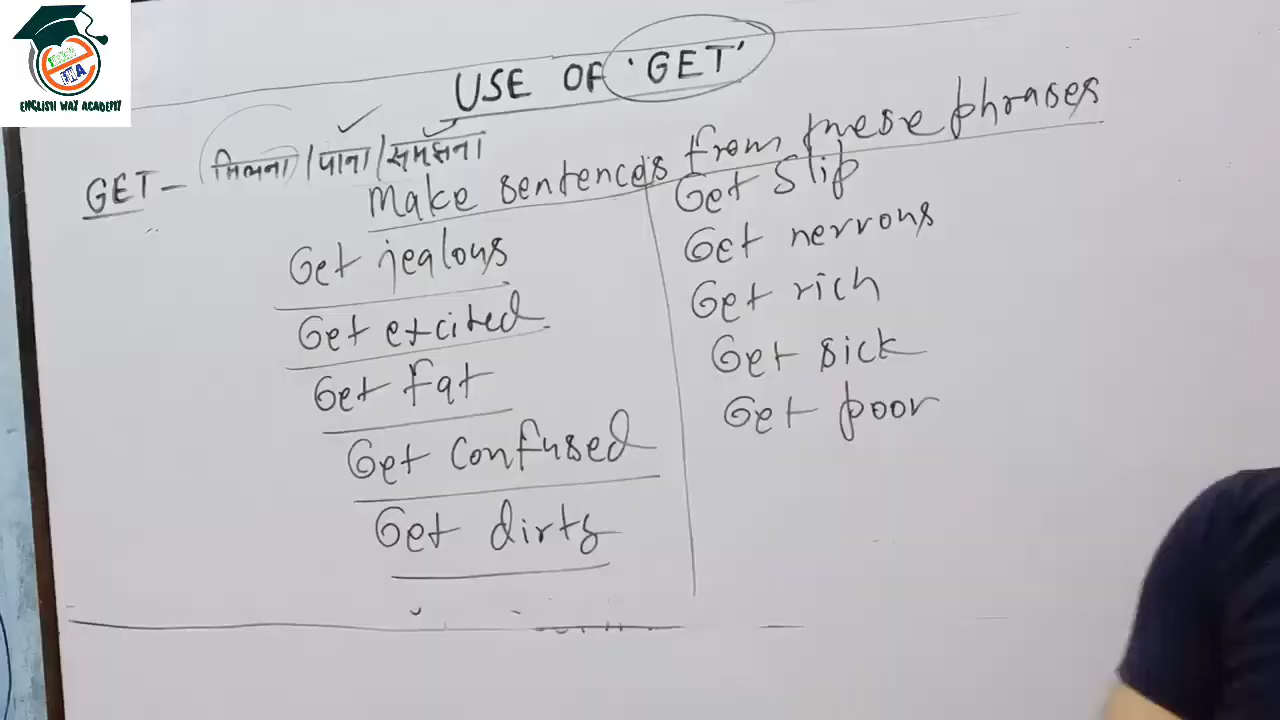 ENGLISH WAY ACADEMY
USE OF 'GET'
GET – मिलना / पाना / समझना
Make sentences from these phrases
Get jealous
Get excited
Get fat
Get confused
Get dirty
Get slip
Get nervous
Get rich
Get sick
Get poor